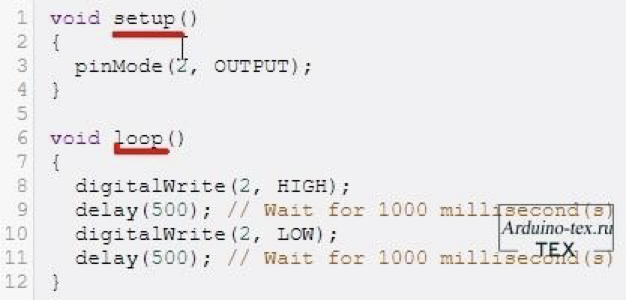 1 void setup()
2 {
3 pinMode(2, OUTPUT);
4 }
5
6 void loop()
7 {
8 digitalWrite(2, HIGH);
9 delay(500); // Wait for 1000 millisecond(s)
10 digitalWrite(2, LOW);
11 delay(500); // Wait for 1000 millisecond(s)
12 }
Arduino-tex.ru
TEX